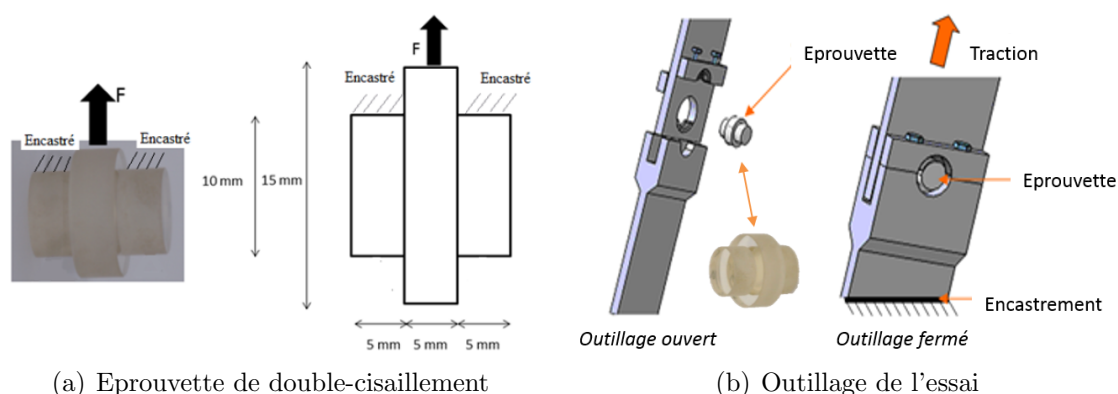 F
Encastré
Encastré
F
Encastré
Encastré
10 mm
15 mm
5 mm
5 mm
5 mm
(a) Eprouvette de double-cisaillement
Eprouvette
Traction
Eprouvette
Encastrement
Outillage ouvert
Outillage fermé
(b) Outillage de l'essai